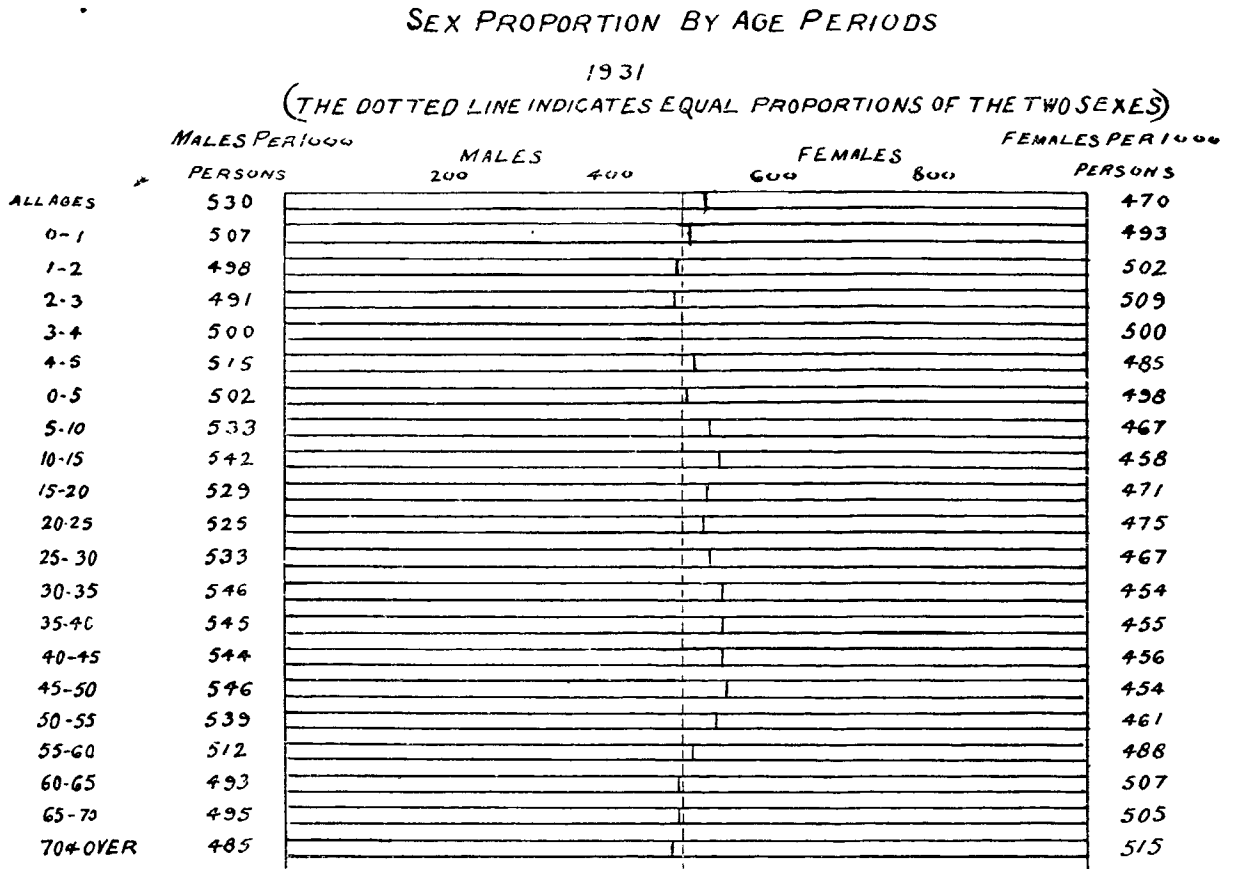 SEX PROPORTION BY AGE PERIODS
1931
(THE DOTTED LINE INDICATES EQUAL PROPORTIONS OF THE TWO SEXES)
MALES PER 1000 PERSONS MALES FEMALES FEMALES PER 1000 PERSONS
200 400 600 800
ALL AGES 530 470
0-1 507 493
1-2 498 502
2-3 491 509
3-4 500 500
4-5 515 485
0-5 502 498
5-10 533 467
10-15 542 458
15-20 529 471
20-25 525 475
25-30 533 467
30-35 546 454
35-40 545 455
40-45 544 456
45-50 546 454
50-55 539 461
55-60 512 488
60-65 493 507
65-70 495 505
70&OVER 485 515